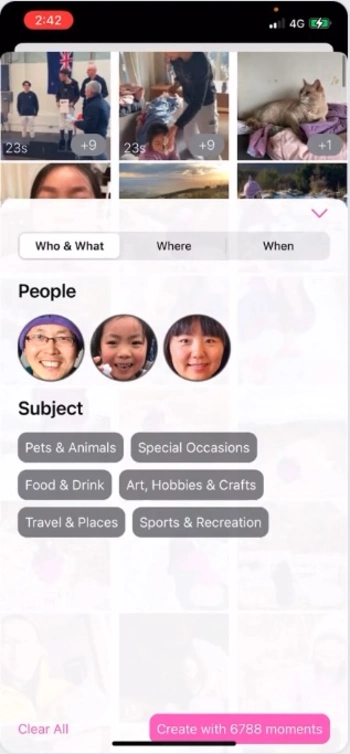 2:42
4G
23s
+9
23s
+9
+1
Who & What
Where
When
People
Subject
Pets & Animals
Special Occasions
Food & Drink
Art, Hobbies & Crafts
Travel & Places
Sports & Recreation
Clear All
Create with 6788 moments